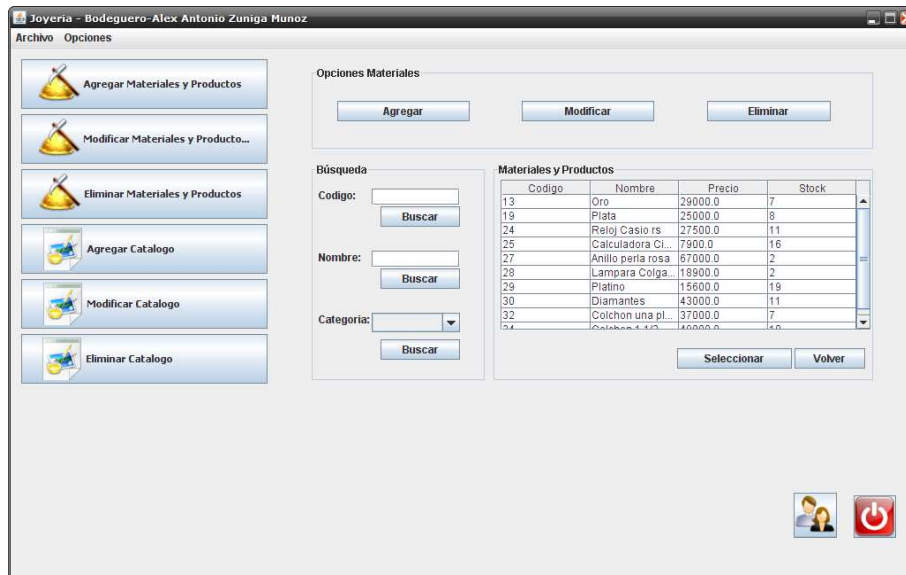 Joyeria - Bodeguero-Alex Antonio Zuniga Munoz
Archivo Opciones
Agregar Materiales y Productos
Modificar Materiales y Producto...
Eliminar Materiales y Productos
Agregar Catalogo
Modificar Catalogo
Eliminar Catalogo
Opciones Materiales
Agregar Modificar Eliminar
Búsqueda
Codigo:
Buscar
Nombre:
Buscar
Categoria:
Buscar
Materiales y Productos
Codigo Nombre Precio Stock
13 Oro 29000.0 7
19 Plata 25000.0 8
24 Reloj Casio rs 27500.0 11
25 Calculadora Ci... 7900.0 16
27 Anillo perla rosa 67000.0 2
28 Lampara Colga... 18900.0 2
29 Platino 15600.0 19
30 Diamantes 43000.0 11
32 Colchon una pl... 37000.0 7
Seleccionar Volver